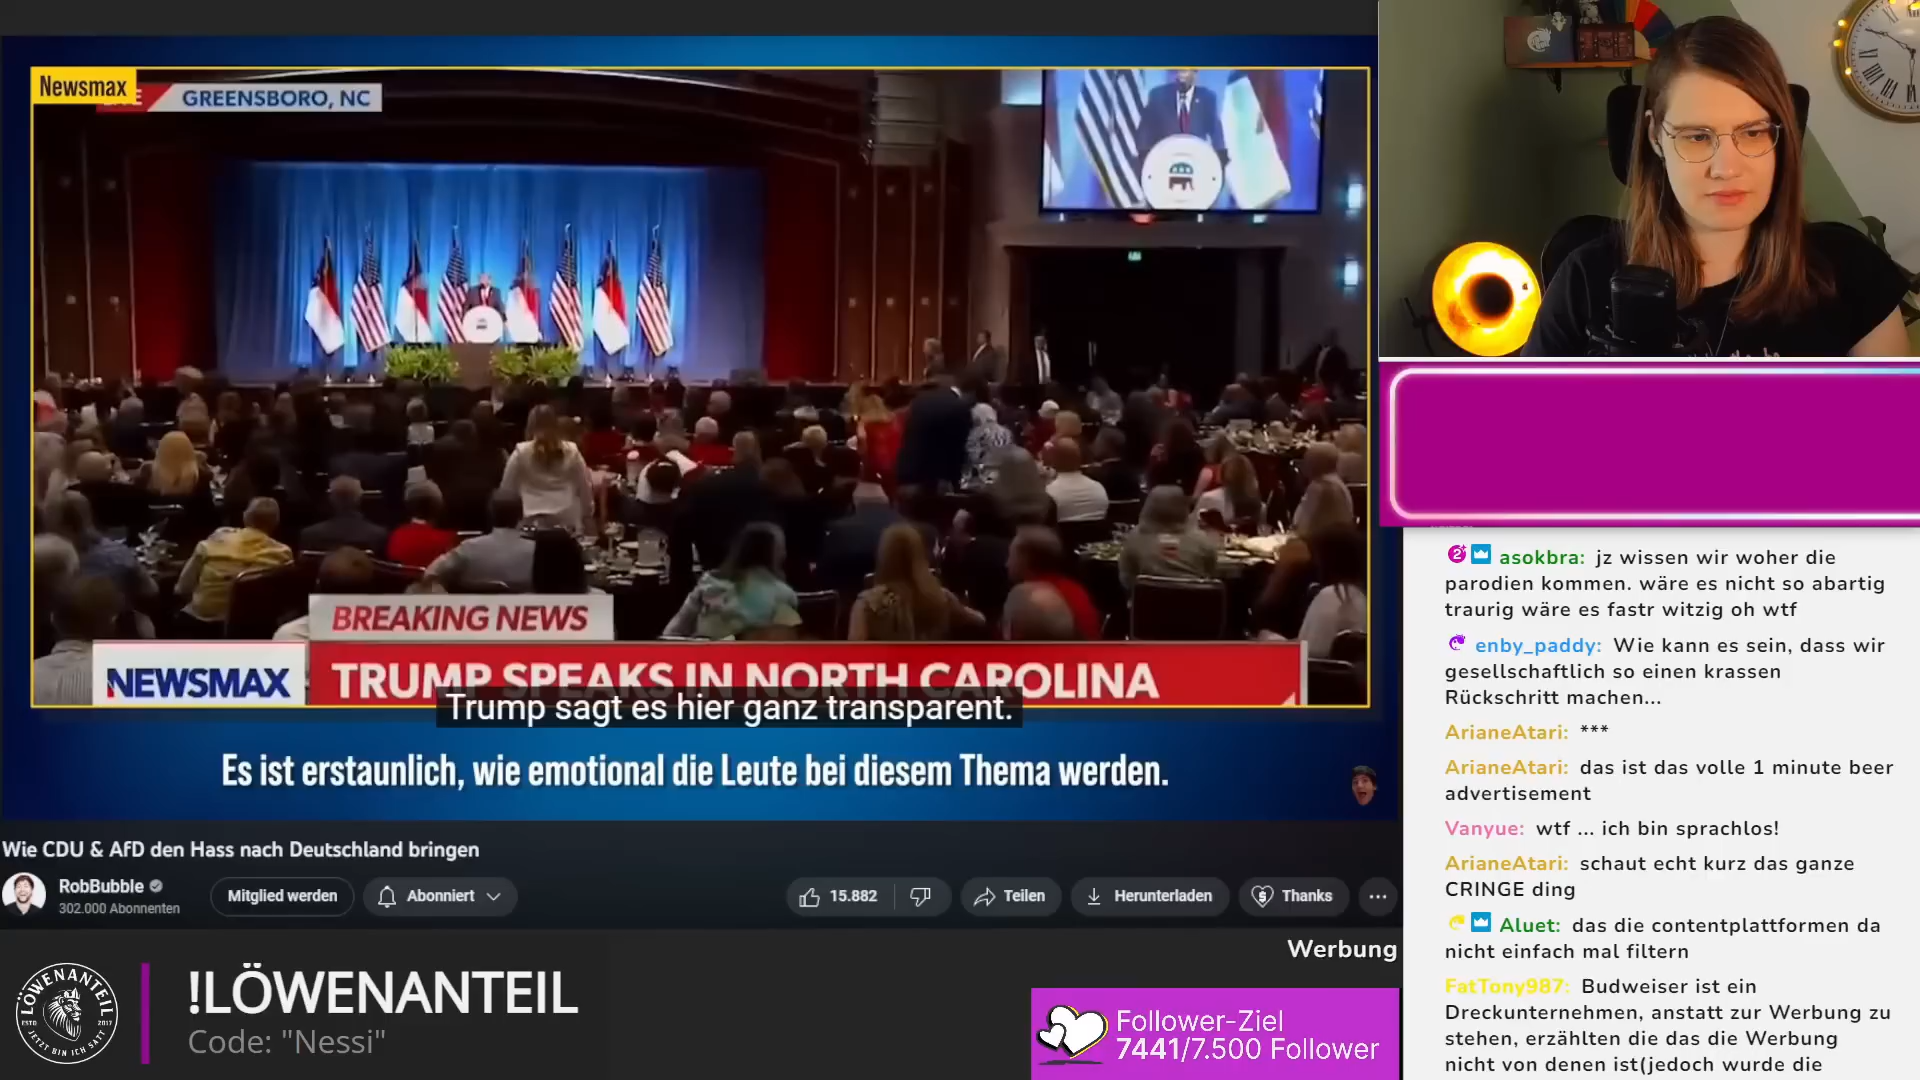 Newsmax
GREENSBORO, NC
BREAKING NEWS
NEWSMAX
TRUMP SPEAKS IN NORTH CAROLINA
Trump sagt es hier ganz transparent.
Es ist erstaunlich, wie emotional die Leute bei diesem Thema werden.
Wie CDU & AfD den Hass nach Deutschland bringen
RobBubble
302.000 Abonnenten
Mitglied werden
Abonniert
15.882
Teilen
Herunterladen
Thanks
Werbung
LÖWENANTEIL
ESTD 2017
JETZT BIN ICH SATT
!LÖWENANTEIL
Code: "Nessi"
Follower-Ziel
7441/7.500 Follower
asokbra: jz wissen wir woher die
parodien kommen. wäre es nicht so abartig
traurig wäre es fastr witzig oh wtf
enby_paddy: Wie kann es sein, dass wir
gesellschaftlich so einen krassen
Rückschritt machen...
ArianeAtari: ***
ArianeAtari: das ist das volle 1 minute beer
advertisement
Vanyue: wtf ... ich bin sprachlos!
ArianeAtari: schaut echt kurz das ganze
CRINGE ding
Aluet: das die contentplattformen da
nicht einfach mal filtern
FatTony987: Budweiser ist ein
Dreckunternehmen, anstatt zur Werbung zu
stehen, erzählten die das die Werbung
nicht von denen ist(jedoch wurde die